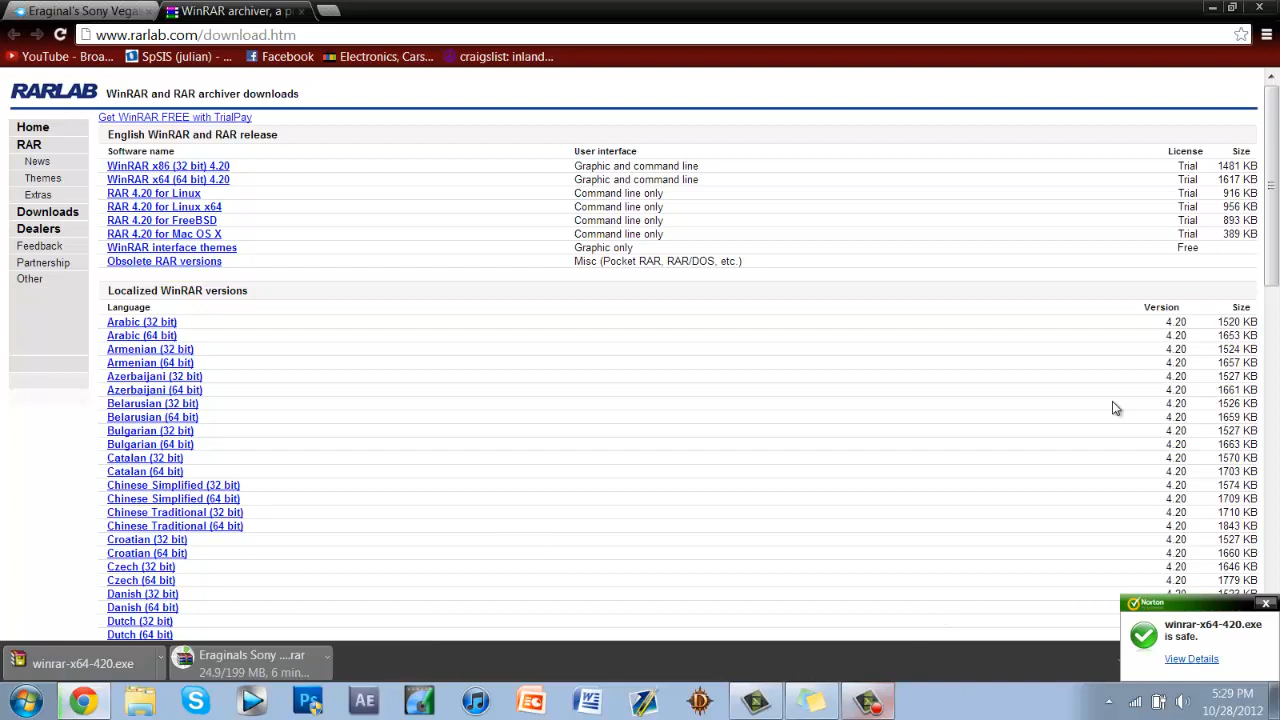 Eraginal's Sony Vegas
WinRAR archiver, a p
www.rarlab.com/download.htm
YouTube - Broa... SpSIS (julian) - ... Facebook Electronics, Cars... craigslist: inland...
RARLAB WinRAR and RAR archiver downloads
Get WinRAR FREE with TrialPay
Home
RAR
News
Themes
Extras
Downloads
Dealers
Feedback
Partnership
Other
English WinRAR and RAR release
Software name User interface License Size
WinRAR x86 (32 bit) 4.20 Graphic and command line Trial 1481 KB
WinRAR x64 (64 bit) 4.20 Graphic and command line Trial 1617 KB
RAR 4.20 for Linux Command line only Trial 916 KB
RAR 4.20 for Linux x64 Command line only Trial 956 KB
RAR 4.20 for FreeBSD Command line only Trial 893 KB
RAR 4.20 for Mac OS X Command line only Trial 389 KB
WinRAR interface themes Graphic only Free
Obsolete RAR versions Misc (Pocket RAR, RAR/DOS, etc.)
Localized WinRAR versions
Language Version Size
Arabic (32 bit) 4.20 1520 KB
Arabic (64 bit) 4.20 1653 KB
Armenian (32 bit) 4.20 1524 KB
Armenian (64 bit) 4.20 1657 KB
Azerbaijani (32 bit) 4.20 1527 KB
Azerbaijani (64 bit) 4.20 1661 KB
Belarusian (32 bit) 4.20 1526 KB
Belarusian (64 bit) 4.20 1659 KB
Bulgarian (32 bit) 4.20 1527 KB
Bulgarian (64 bit) 4.20 1663 KB
Catalan (32 bit) 4.20 1570 KB
Catalan (64 bit) 4.20 1703 KB
Chinese Simplified (32 bit) 4.20 1574 KB
Chinese Simplified (64 bit) 4.20 1709 KB
Chinese Traditional (32 bit) 4.20 1710 KB
Chinese Traditional (64 bit) 4.20 1843 KB
Croatian (32 bit) 4.20 1527 KB
Croatian (64 bit) 4.20 1660 KB
Czech (32 bit) 4.20 1646 KB
Czech (64 bit) 4.20 1779 KB
Danish (32 bit)
Danish (64 bit)
Dutch (32 bit)
Dutch (64 bit)
Norton
winrar-x64-420.exe
is safe.
View Details
winrar-x64-420.exe
Eraginals Sony ....rar
24.9/199 MB, 6 min...
Ps AE
5:29 PM
10/28/2012